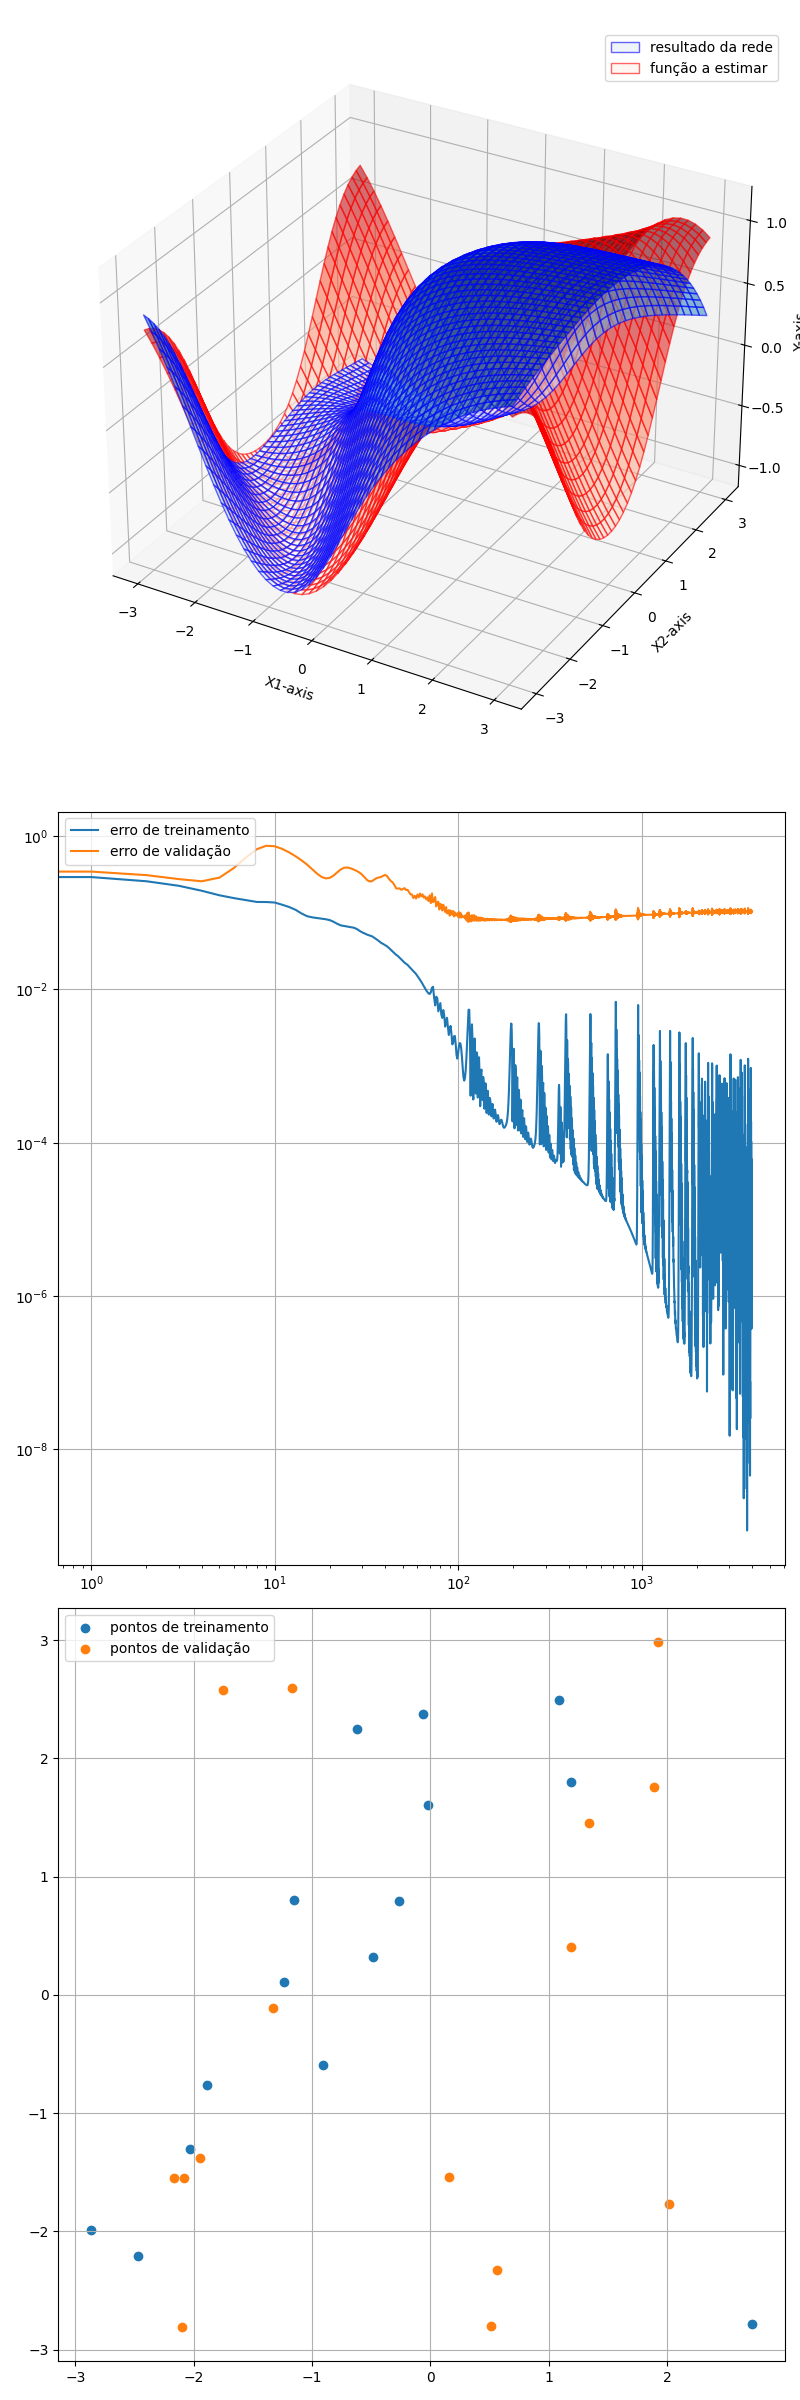 resultado da rede
função a estimar
1.0
0.5
0.0
−0.5
−1.0
Y-axis
3
2
1
0
−1
−2
−3
X2-axis
−3
−2
−1
0
1
2
3
X1-axis
erro de treinamento
erro de validação
10^0
10^−2
10^−4
10^−6
10^−8
10^0 10^1 10^2 10^3
pontos de treinamento
pontos de validação
3
2
1
0
−1
−2
−3
−3 −2 −1 0 1 2